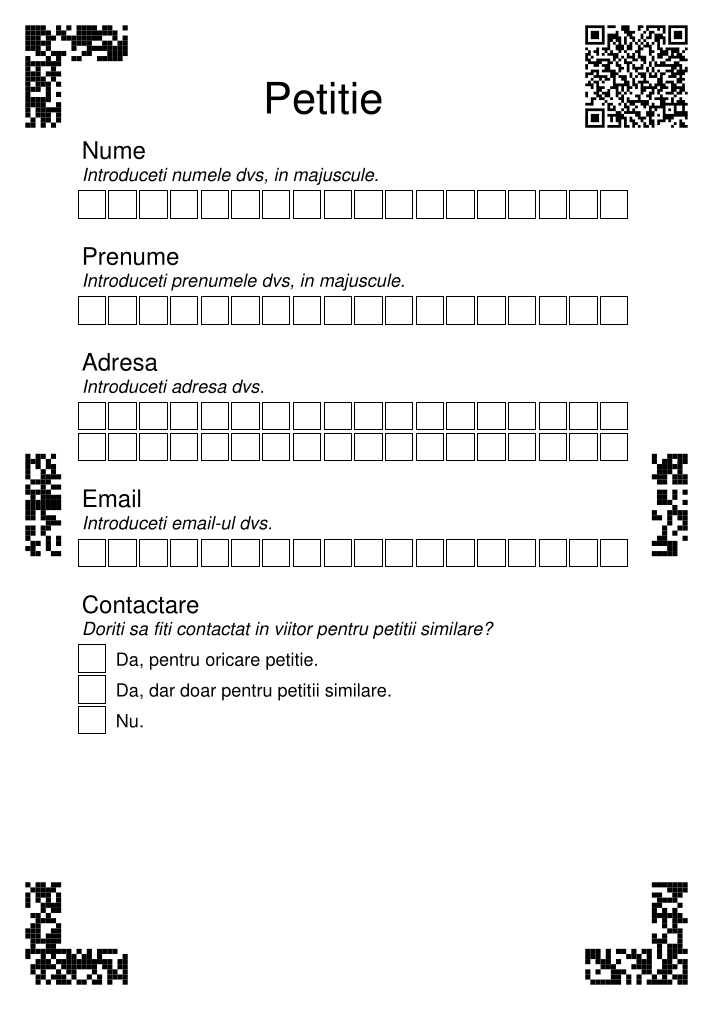 Petitie
Nume
Introduceti numele dvs, in majuscule.
Prenume
Introduceti prenumele dvs, in majuscule.
Adresa
Introduceti adresa dvs.
Email
Introduceti email-ul dvs.
Contactare
Doriti sa fiti contactat in viitor pentru petitii similare?
Da, pentru oricare petitie.
Da, dar doar pentru petitii similare.
Nu.